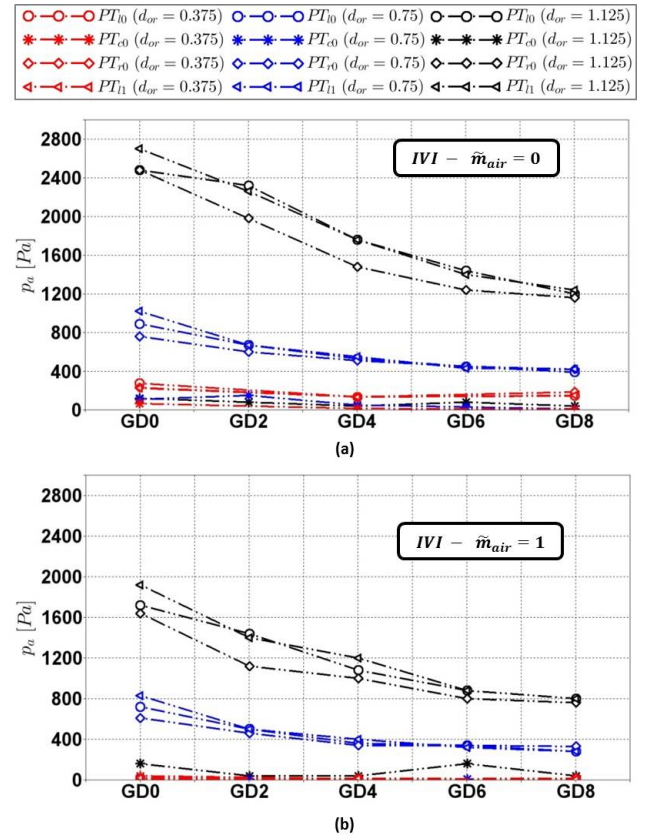 PT_l0 (d_or = 0.375) PT_l0 (d_or = 0.75) PT_l0 (d_or = 1.125)
PT_c0 (d_or = 0.375) PT_c0 (d_or = 0.75) PT_c0 (d_or = 1.125)
PT_r0 (d_or = 0.375) PT_r0 (d_or = 0.75) PT_r0 (d_or = 1.125)
PT_l1 (d_or = 0.375) PT_l1 (d_or = 0.75) PT_l1 (d_or = 1.125)
IVI − m̃_air = 0
p_a [Pa]
2800
2400
2000
1600
1200
800
400
0
GD0 GD2 GD4 GD6 GD8
(a)
IVI − m̃_air = 1
p_a [Pa]
2800
2400
2000
1600
1200
800
400
0
GD0 GD2 GD4 GD6 GD8
(b)